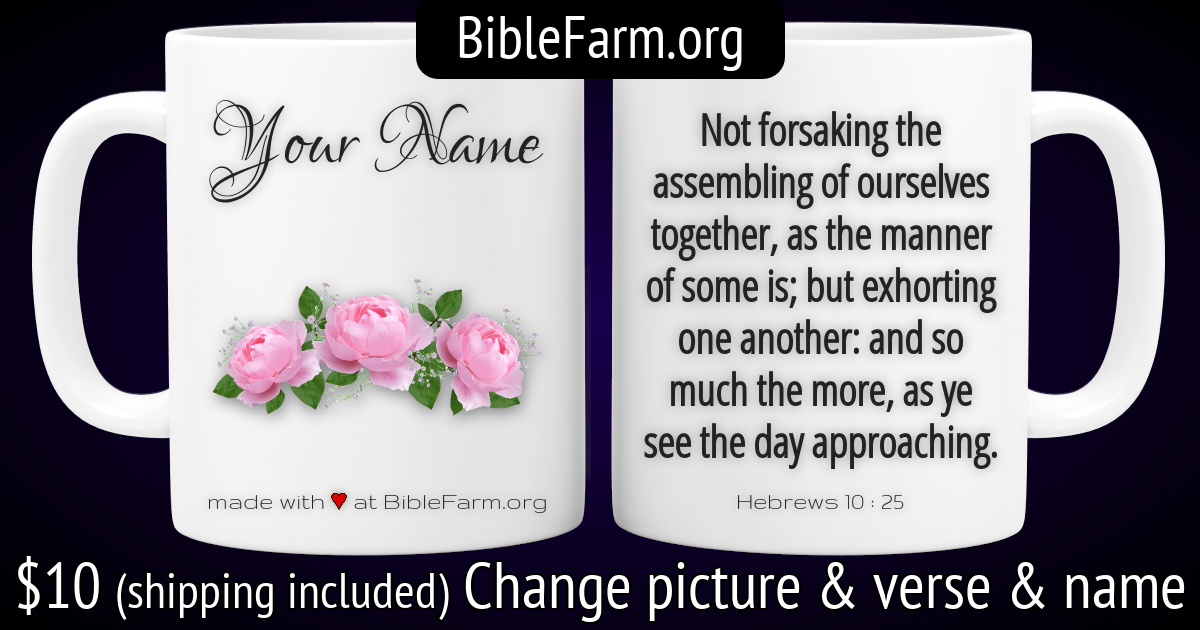 BibleFarm.org
Your Name
made with ♥ at BibleFarm.org
Not forsaking the
assembling of ourselves
together, as the manner
of some is; but exhorting
one another: and so
much the more, as ye
see the day approaching.
Hebrews 10 : 25
$10 (shipping included) Change picture & verse & name